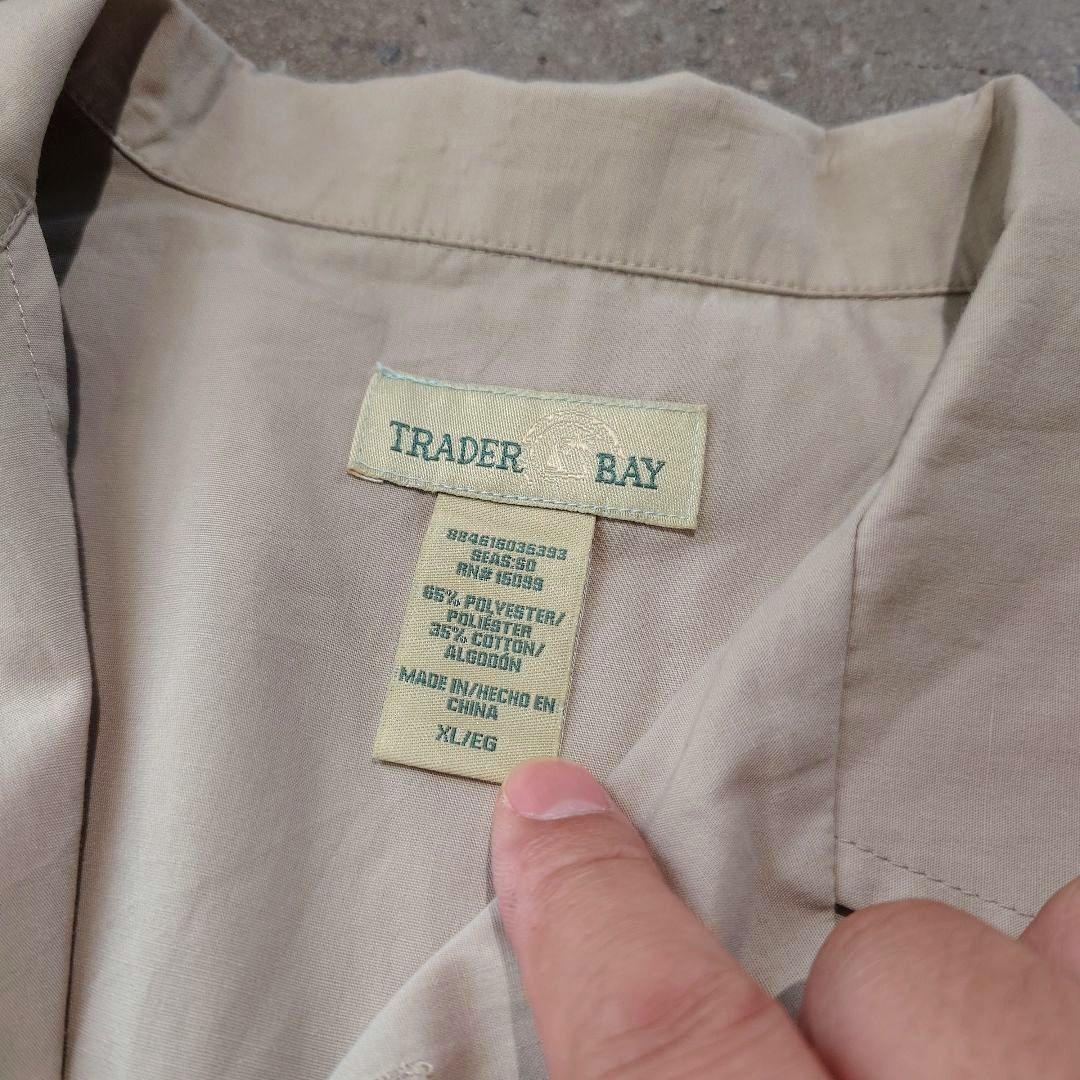 TRADER BAY
884616035393
SEAS:50
RN# 15099
65% POLYESTER/
POLIÉSTER
35% COTTON/
ALGODÓN
MADE IN/HECHO EN
CHINA
XL/EG